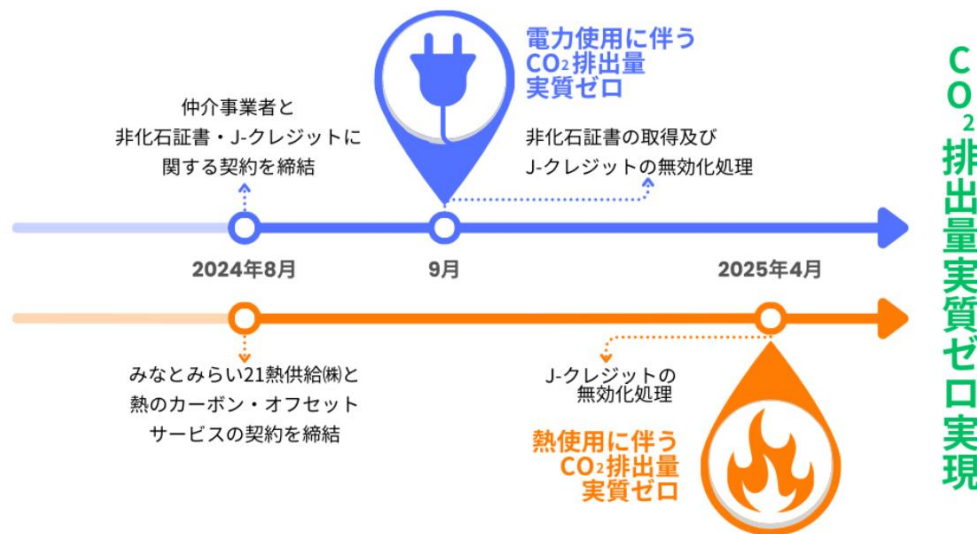 電力使用に伴う
CO₂排出量
実質ゼロ
仲介事業者と
非化石証書・J-クレジットに
関する契約を締結
非化石証書の取得及び
J-クレジットの無効化処理
2024年8月
9月
2025年4月
みなとみらい21熱供給㈱と
熱のカーボン・オフセット
サービスの契約を締結
J-クレジットの
無効化処理
熱使用に伴う
CO₂排出量
実質ゼロ
CO₂排出量実質ゼロ実現